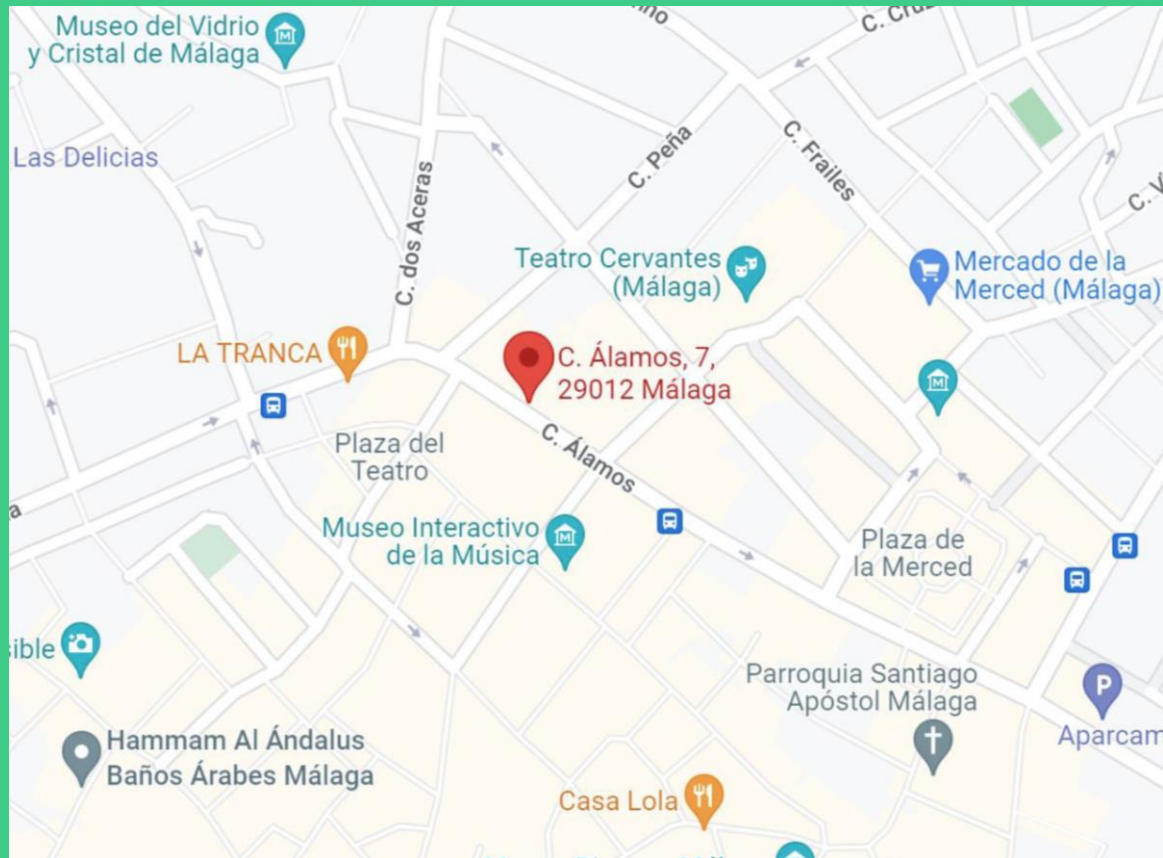 Museo del Vidrio
y Cristal de Málaga
Las Delicias
C. dos Aceras
C. Peña
C. Frailes
Teatro Cervantes
(Málaga)
Mercado de la
Merced (Málaga)
LA TRANCA
C. Álamos, 7,
29012 Málaga
Plaza del
Teatro
C. Álamos
Museo Interactivo
de la Música
Plaza de
la Merced
Parroquia Santiago
Apóstol Málaga
P
Aparcam
Hammam Al Ándalus
Baños Árabes Málaga
Casa Lola